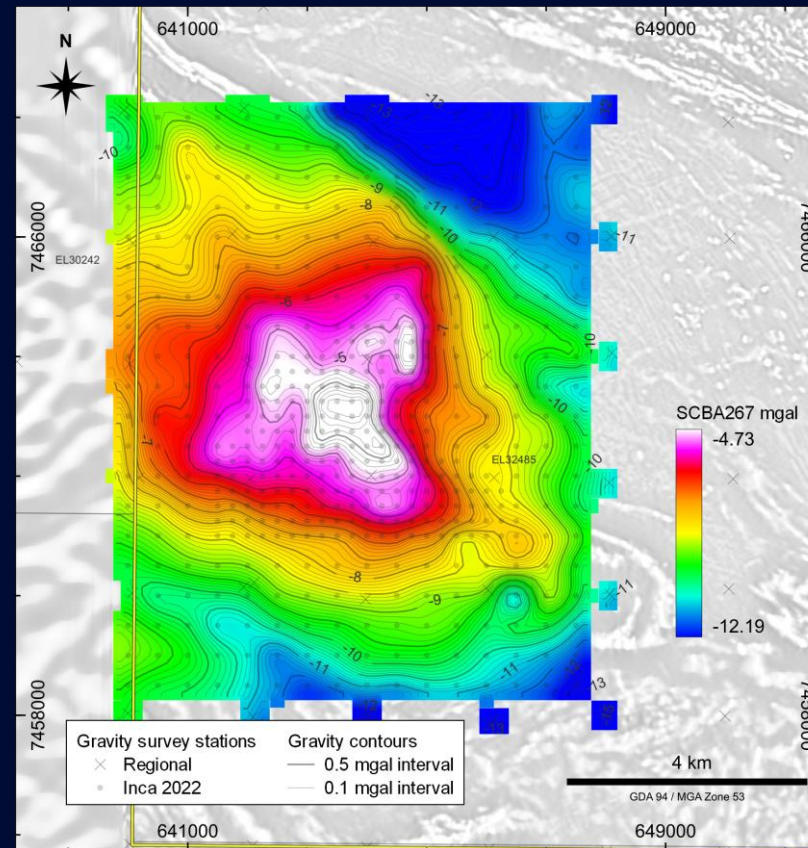 641000
649000
N
-13
-12
-10
-9
-8
-11
-10
-11
7466000
7466000
EL30242
-6
-7
-5
-10
-10
SCBA267 mgal
-4.73
-7
EL32485
-10
-12.19
-8
-9
-11
-10
-11
-11
-13
7458000
-13
Gravity survey stations
Gravity contours
Regional
0.5 mgal interval
Inca 2022
0.1 mgal interval
4 km
GDA 94 / MGA Zone 53
641000
649000